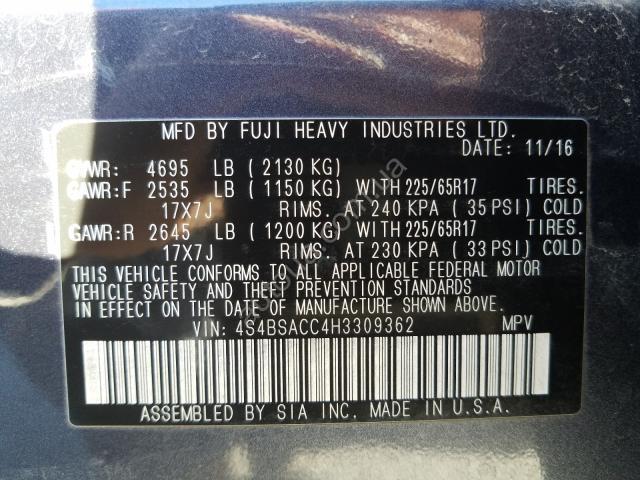 MFD BY FUJI HEAVY INDUSTRIES LTD.
DATE: 11/16
GVWR: 4695 LB (2130 KG)
GAWR:F 2535 LB (1150 KG) WITH 225/65R17 TIRES.
17X7J RIMS. AT 240 KPA (35 PSI) COLD
GAWR:R 2645 LB (1200 KG) WITH 225/65R17 TIRES.
17X7J RIMS. AT 230 KPA (33 PSI) COLD
THIS VEHICLE CONFORMS TO ALL APPLICABLE FEDERAL MOTOR
VEHICLE SAFETY AND THEFT PREVENTION STANDARDS
IN EFFECT ON THE DATE OF MANUFACTURE SHOWN ABOVE.
VIN: 4S4BSACC4H3309362 MPV
ASSEMBLED BY SIA INC. MADE IN U.S.A.